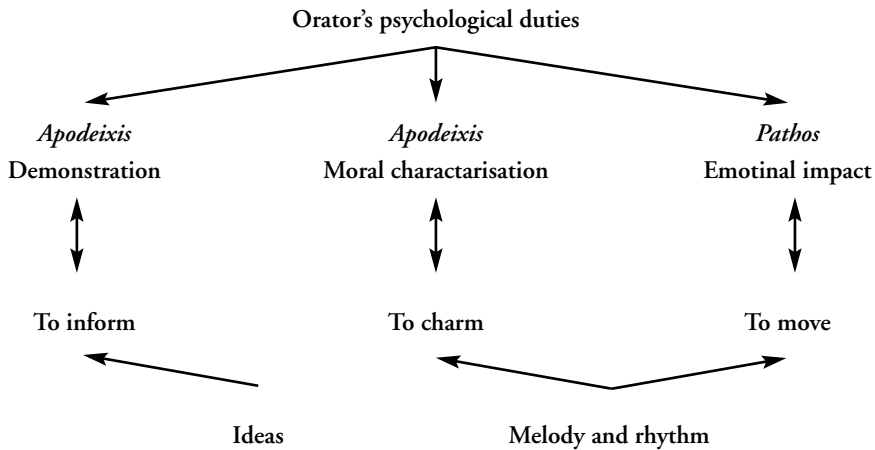 Orator’s psychological duties
Apodeixis
Demonstration
Apodeixis
Moral charactarisation
Pathos
Emotinal impact
To inform
To charm
To move
Ideas
Melody and rhythm